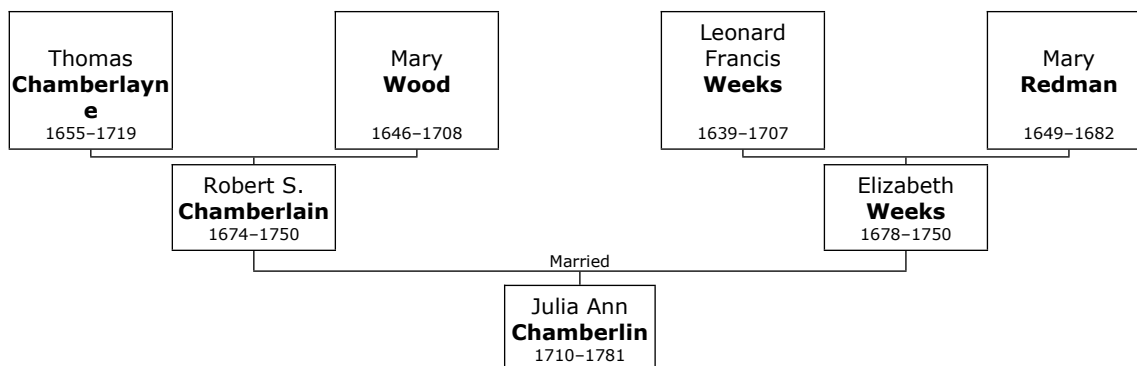 Thomas
Chamberlayn
e
1655–1719
Mary
Wood
1646–1708
Leonard
Francis
Weeks
1639–1707
Mary
Redman
1649–1682
Robert S.
Chamberlain
1674–1750
Elizabeth
Weeks
1678–1750
Married
Julia Ann
Chamberlin
1710–1781